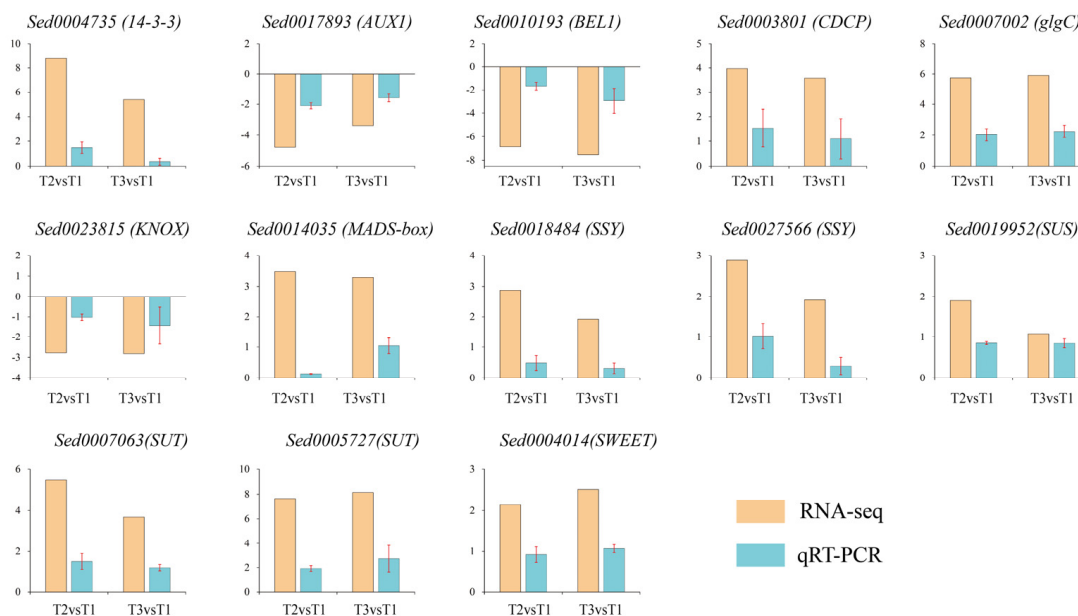 Sed0004735 (14-3-3)
10
8
6
4
2
0
T2vsT1 T3vsT1
Sed0017893 (AUX1)
2
0
-2
-4
-6
T2vsT1 T3vsT1
Sed0010193 (BEL1)
2
0
-2
-4
-6
-8
T2vsT1 T3vsT1
Sed0003801 (CDCP)
5
4
3
2
1
0
T2vsT1 T3vsT1
Sed0007002 (glgC)
8
6
4
2
0
T2vsT1 T3vsT1
Sed0023815 (KNOX)
2
1
0
-1
-2
-3
-4
T2vsT1 T3vsT1
Sed0014035 (MADS-box)
4
3
2
1
0
T2vsT1 T3vsT1
Sed0018484 (SSY)
4
3
2
1
0
T2vsT1 T3vsT1
Sed0027566 (SSY)
3
2
1
0
T2vsT1 T3vsT1
Sed0019952(SUS)
3
2
1
0
T2vsT1 T3vsT1
Sed0007063(SUT)
6
4
2
0
T2vsT1 T3vsT1
Sed0005727(SUT)
10
8
6
4
2
0
T2vsT1 T3vsT1
Sed0004014(SWEET)
3
2
1
0
T2vsT1 T3vsT1
RNA-seq
qRT-PCR